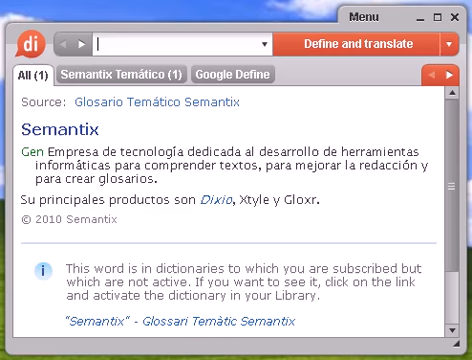 Menu
di
Define and translate
All (1)
Semantix Temático (1)
Google Define
Source: Glosario Temático Semantix
Semantix
Gen Empresa de tecnología dedicada al desarrollo de herramientas
informáticas para comprender textos, para mejorar la redacción y
para crear glosarios.
Su principales productos son Dixio, Xtyle y Gloxr.
© 2010 Semantix
i
This word is in dictionaries to which you are subscribed but
which are not active. If you want to see it, click on the link
and activate the dictionary in your Library.
"Semantix" - Glossari Temàtic Semantix